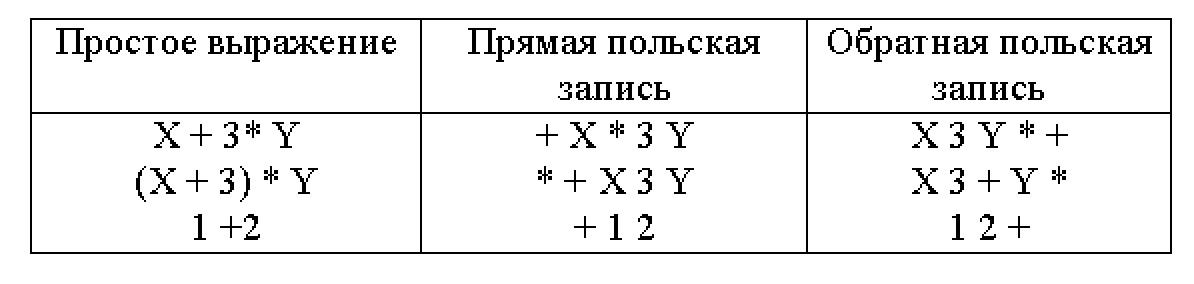 Простое выражение
Прямая польская
запись
Обратная польская
запись
X + 3* Y
+ X * 3 Y
X 3 Y * +
(X + 3) * Y
* + X 3 Y
X 3 + Y *
1 +2
+ 1 2
1 2 +